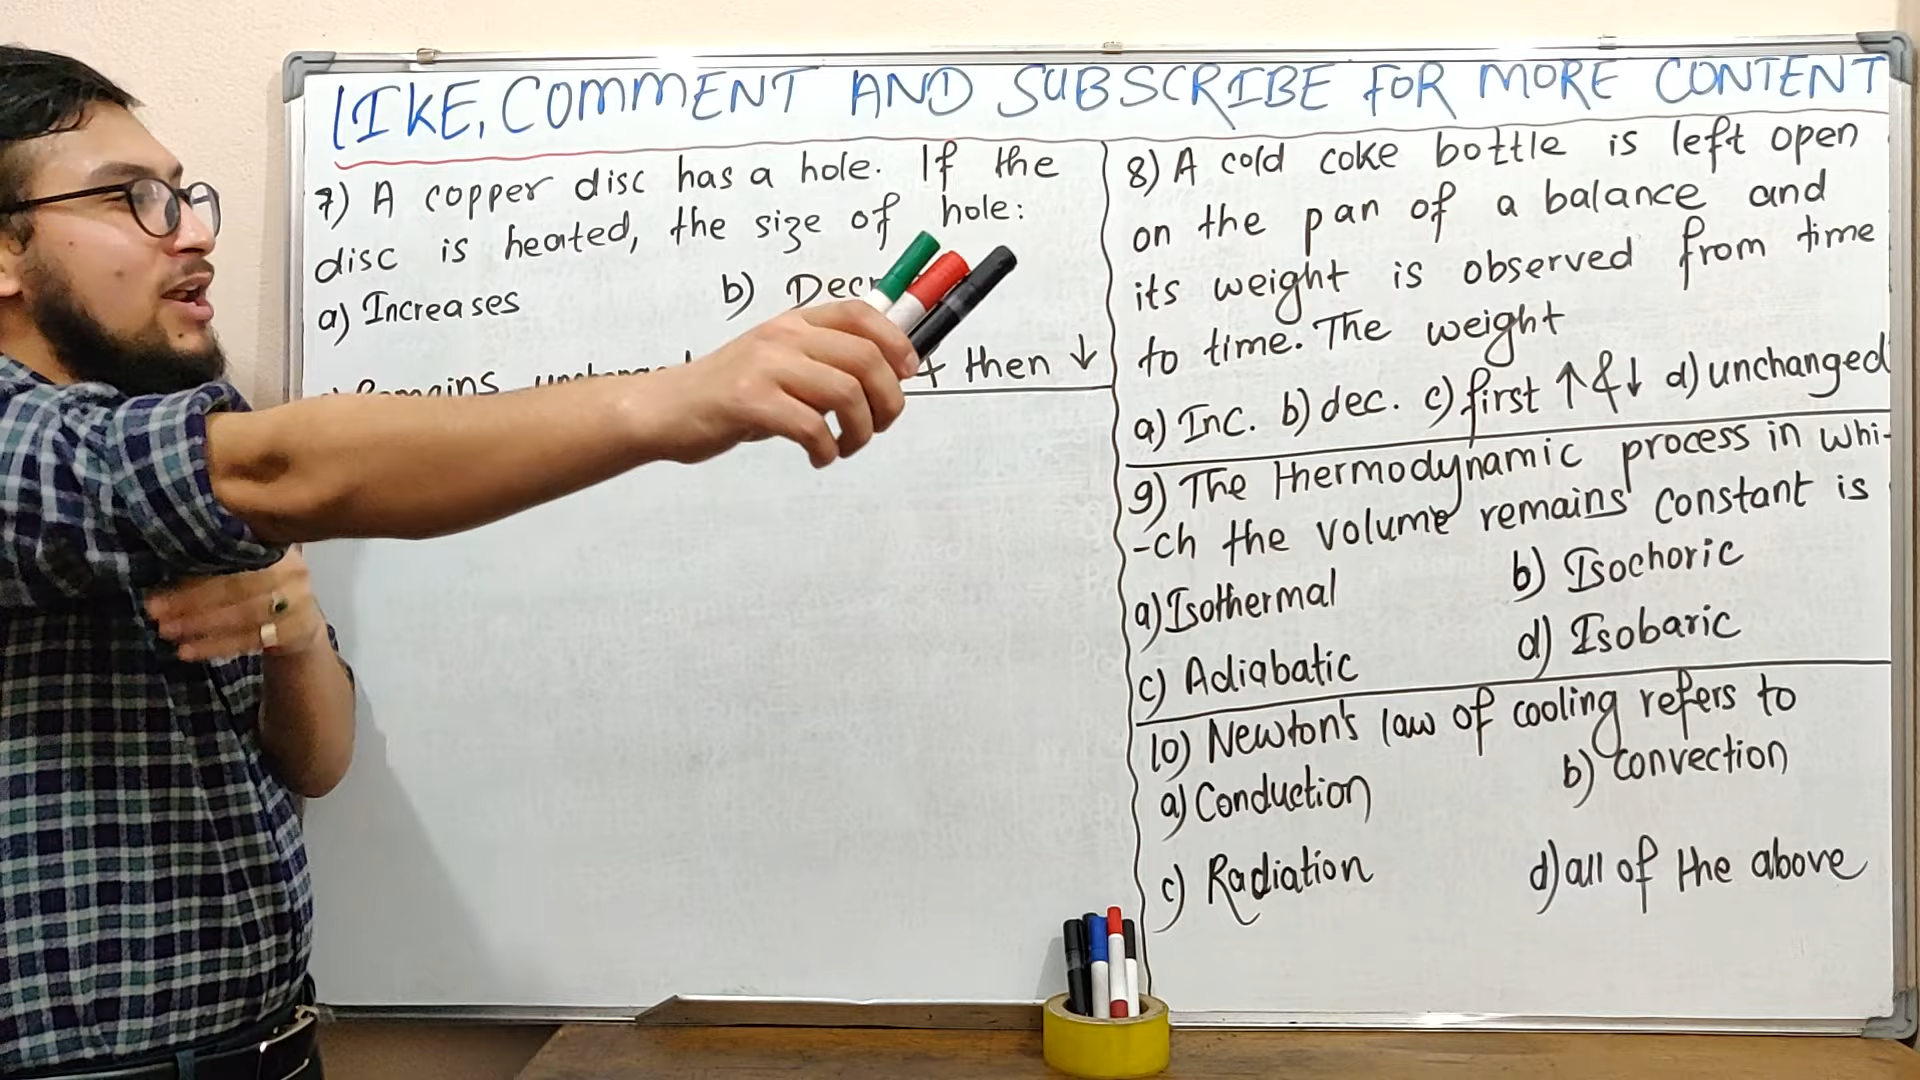 LIKE, COMMENT AND SUBSCRIBE FOR MORE CONTENT
7) A copper disc has a hole. If the
disc is heated, the size of hole:
a) Increases b)
Remains then ↓
8) A cold coke bottle is left open
on the pan of a balance and
its weight is observed from time
to time. The weight
a) Inc. b) dec. c) first ↑ & ↓ d) unchanged
9) The thermodynamic process in whi-
-ch the volume remains constant is
a) Isothermal b) Isochoric
c) Adiabatic d) Isobaric
10) Newton's law of cooling refers to
a) Conduction b) Convection
c) Radiation d) all of the above